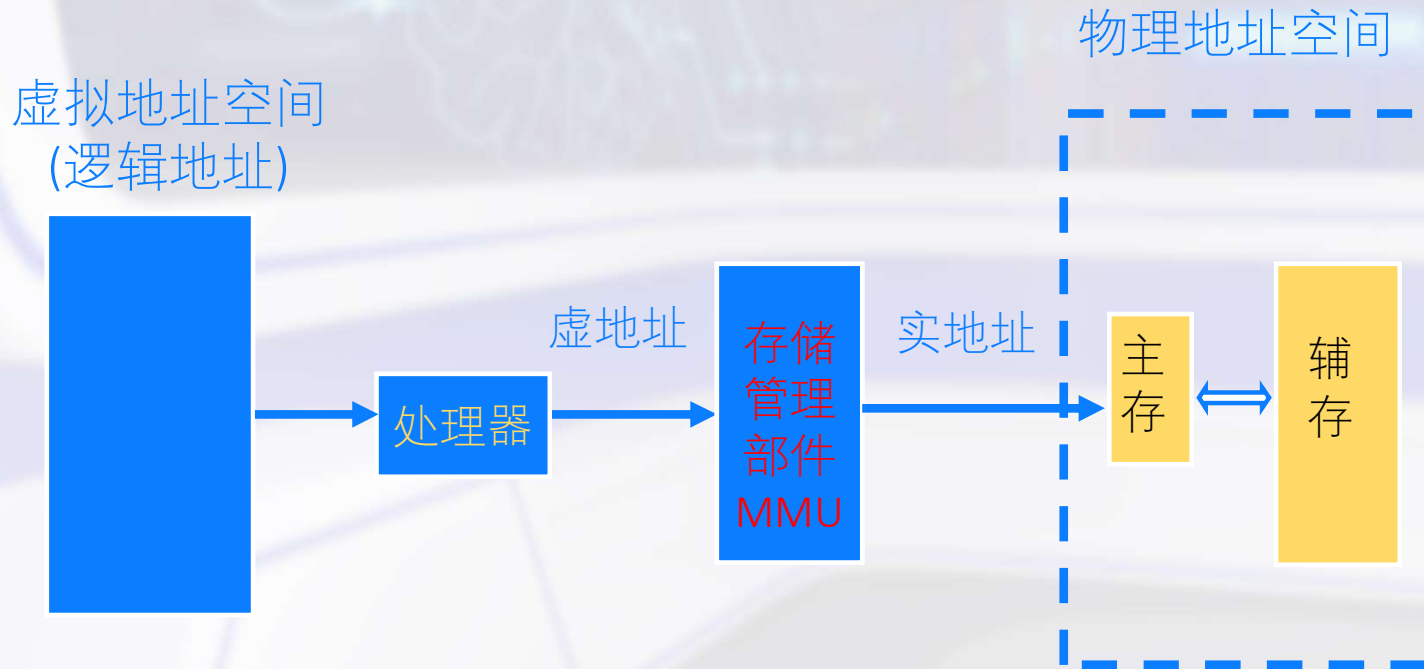 物理地址空间
虚拟地址空间
(逻辑地址)
虚地址
实地址
处理器
存储
管理
部件
MMU
主
存
辅
存